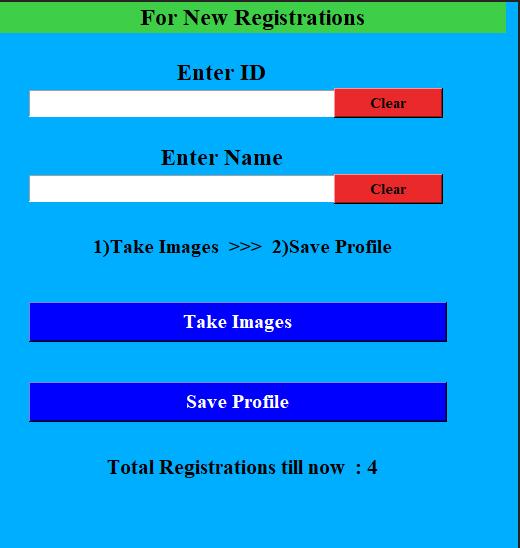 For New Registrations
Enter ID
Clear
Enter Name
Clear
1)Take Images >>> 2)Save Profile
Take Images
Save Profile
Total Registrations till now : 4